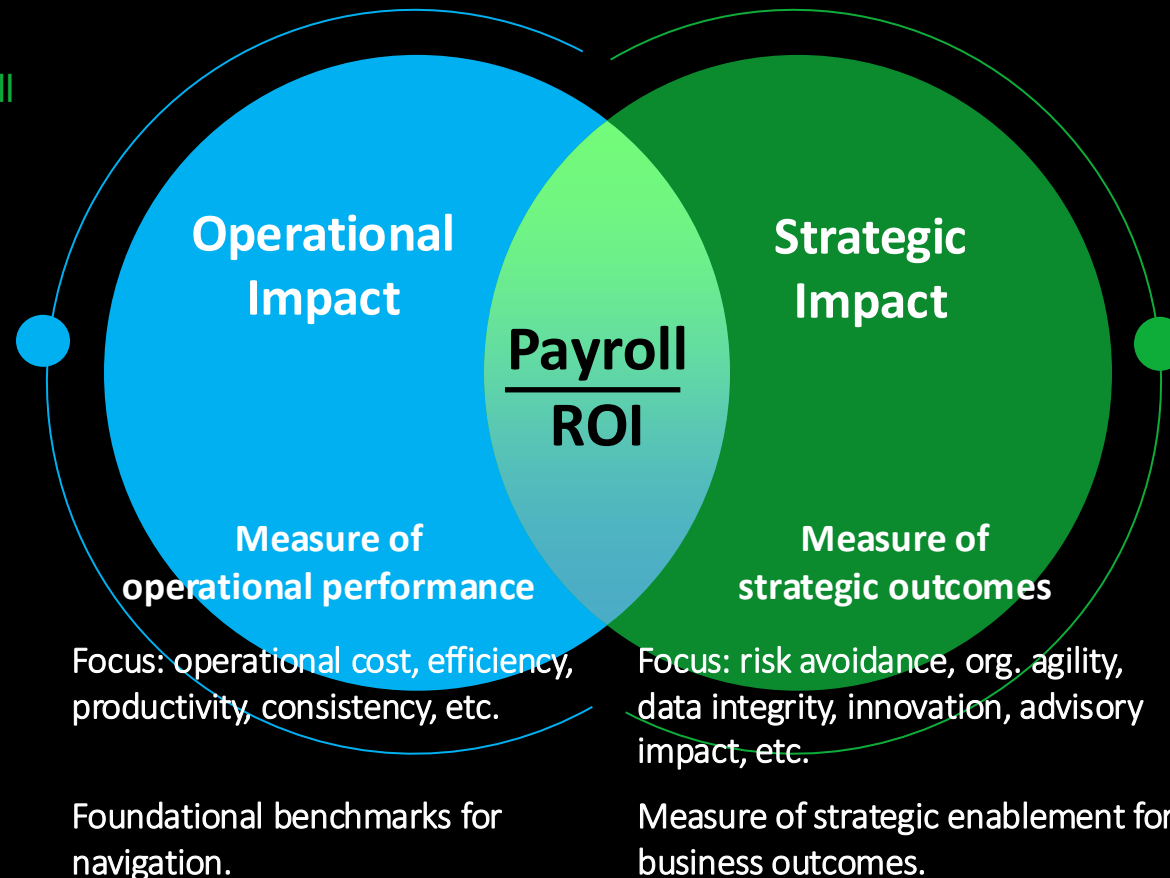 ll
Operational
Impact
Strategic
Impact
Payroll
ROI
Measure of
operational performance
Focus: operational cost, efficiency,
productivity, consistency, etc.
Foundational benchmarks for
navigation.
Measure of
strategic outcomes
Focus: risk avoidance, org. agility,
data integrity, innovation, advisory
impact, etc.
Measure of strategic enablement for
business outcomes.